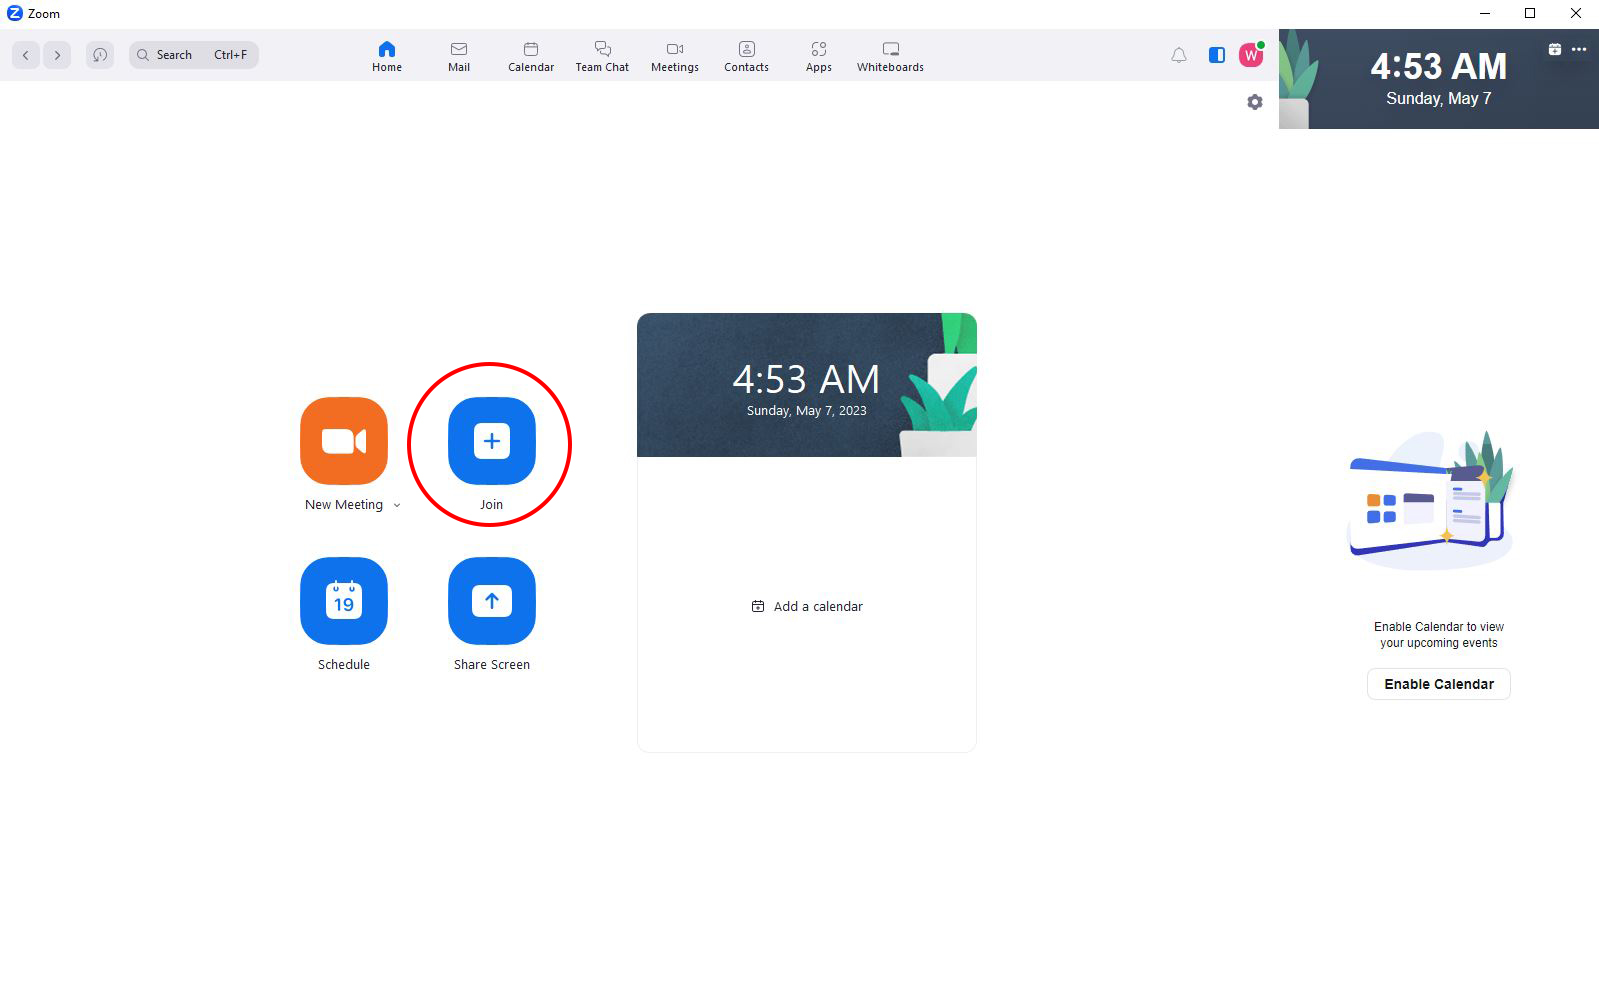 Zoom
Search Ctrl+F
Home
Mail
Calendar
Team Chat
Meetings
Contacts
Apps
Whiteboards
W
4:53 AM
Sunday, May 7
4:53 AM
Sunday, May 7, 2023
New Meeting
Join
19
Schedule
Share Screen
Add a calendar
Enable Calendar to view
your upcoming events
Enable Calendar